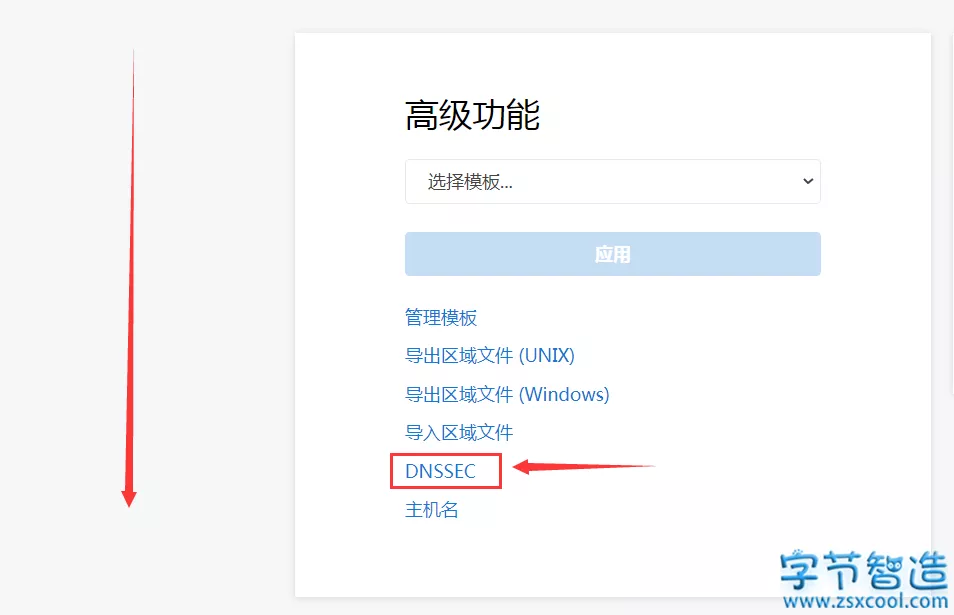 高级功能
选择模板...
应用
管理模板
导出区域文件 (UNIX)
导出区域文件 (Windows)
导入区域文件
DNSSEC
主机名
字节智造
www.zsxcool.com